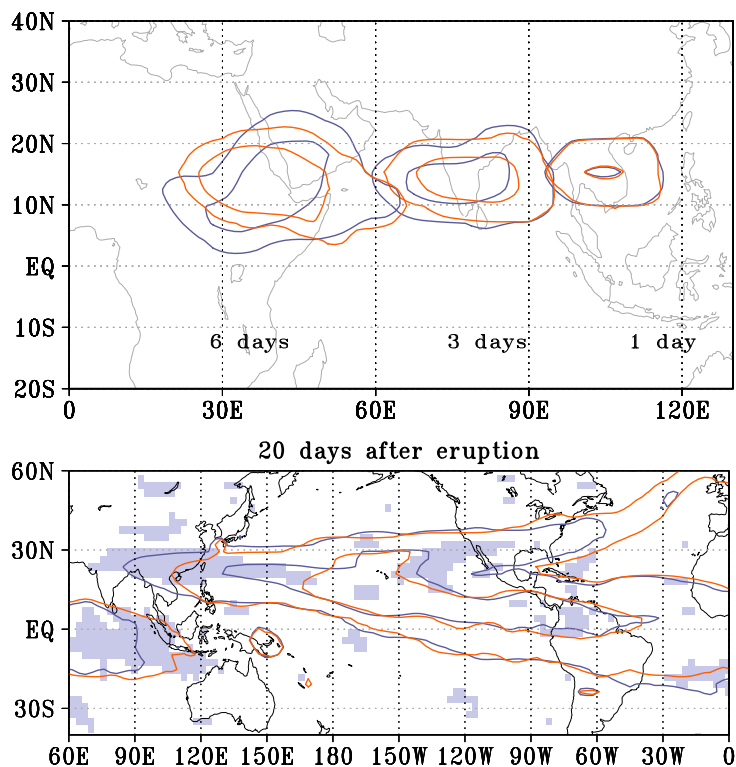 40N
30N
20N
10N
EQ
10S
20S
6 days 3 days 1 day
0 30E 60E 90E 120E
20 days after eruption
60N
30N
EQ
30S
60E 90E 120E 150E 180 150W 120W 90W 60W 30W 0